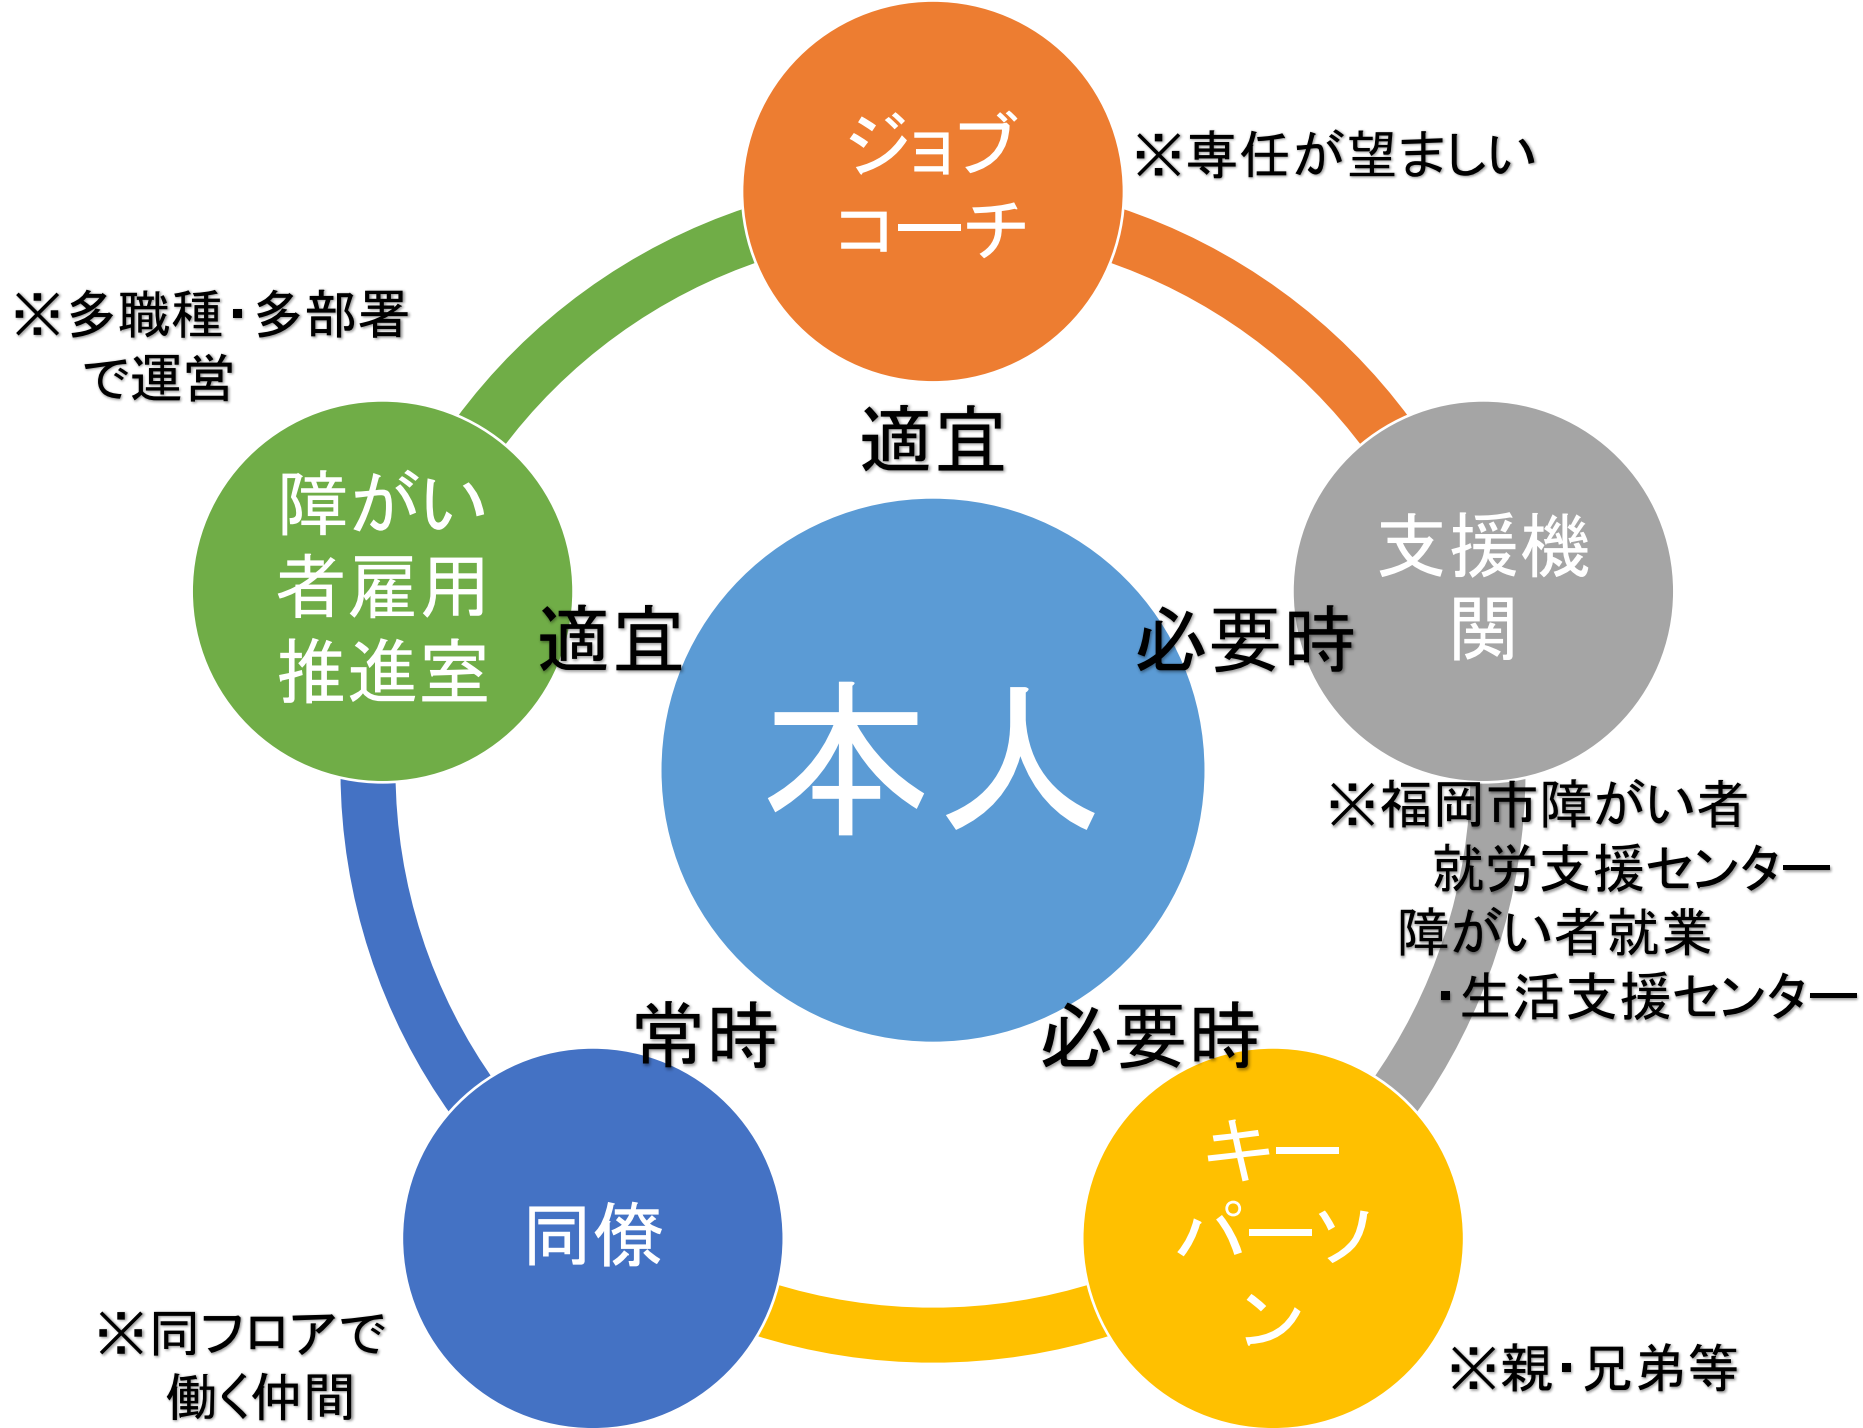 ジョブ
コーチ
※専任が望ましい
※多職種・多部署
で運営
適宜
障がい
者雇用
推進室
適宜
支援機
関
必要時
本人
※福岡市障がい者
就労支援センター
障がい者就業
・生活支援センター
常時
必要時
同僚
キー
パーソ
ン
※同フロアで
働く仲間
※親・兄弟等